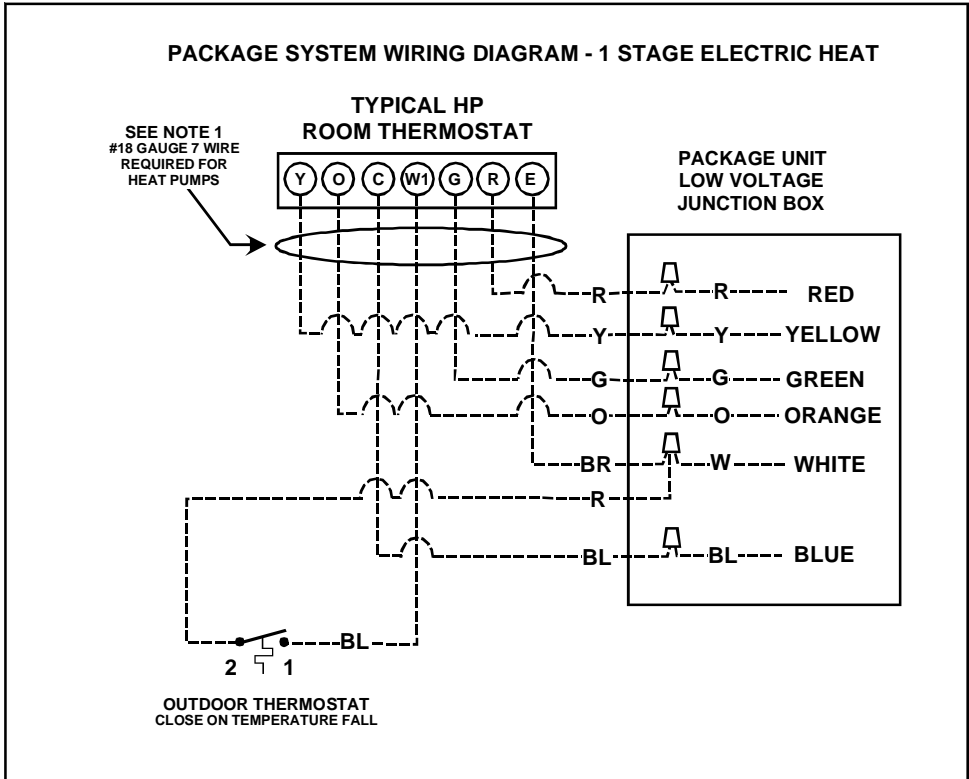 PACKAGE SYSTEM WIRING DIAGRAM - 1 STAGE ELECTRIC HEAT
TYPICAL HP
ROOM THERMOSTAT
SEE NOTE 1
#18 GAUGE 7 WIRE
REQUIRED FOR
HEAT PUMPS
Y O C W1 G R E
PACKAGE UNIT
LOW VOLTAGE
JUNCTION BOX
R R RED
Y Y YELLOW
G G GREEN
O O ORANGE
BR W WHITE
R
BL BL BLUE
BL
2 1
OUTDOOR THERMOSTAT
CLOSE ON TEMPERATURE FALL